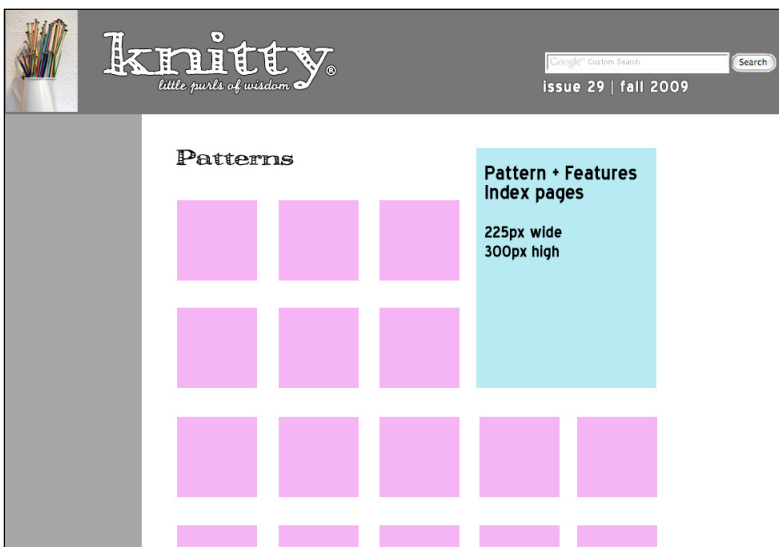 knitty®
little purls of wisdom
Google™ Custom Search
Search
issue 29 | fall 2009
Patterns
Pattern + Features
Index pages
225px wide
300px high